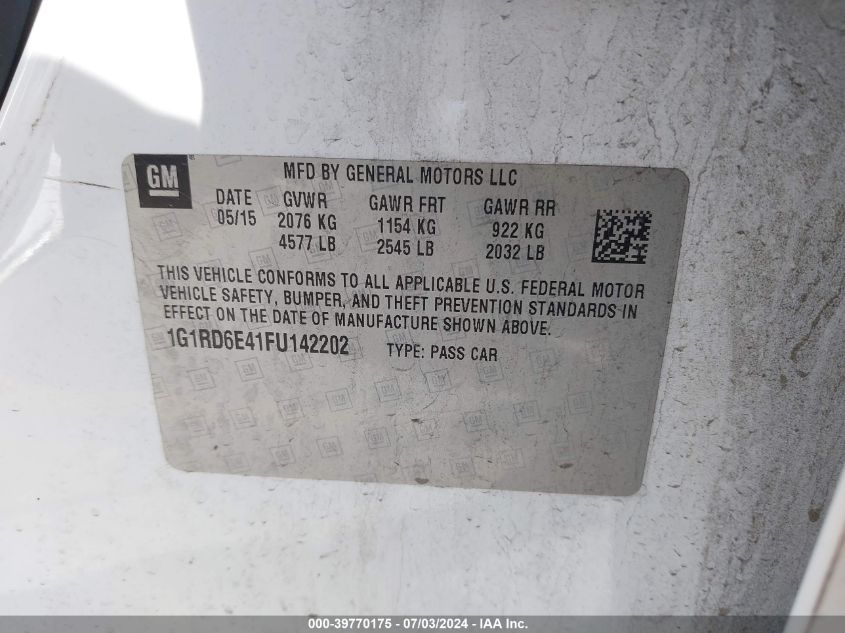 GM
MFD BY GENERAL MOTORS LLC
DATE GVWR GAWR FRT GAWR RR
05/15 2076 KG 1154 KG 922 KG
4577 LB 2545 LB 2032 LB
THIS VEHICLE CONFORMS TO ALL APPLICABLE U.S. FEDERAL MOTOR
VEHICLE SAFETY, BUMPER, AND THEFT PREVENTION STANDARDS IN
EFFECT ON THE DATE OF MANUFACTURE SHOWN ABOVE.
1G1RD6E41FU142202 TYPE: PASS CAR
000-39770175 - 07/03/2024 - IAA Inc.